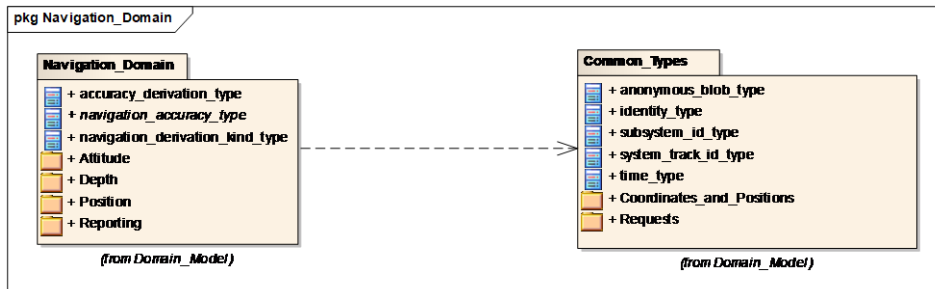 pkg Navigation_Domain
Navigation_Domain
+ accuracy_derivation_type
+ navigation_accuracy_type
+ navigation_derivation_kind_type
+ Attitude
+ Depth
+ Position
+ Reporting
(from Domain_Model)
Common_Types
+ anonymous_blob_type
+ identity_type
+ subsystem_id_type
+ system_track_id_type
+ time_type
+ Coordinates_and_Positions
+ Requests
(from Domain_Model)